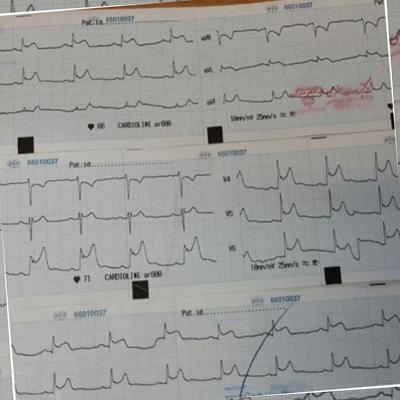 Pat.id.
66010037
66010037
aVR
aVL
aVF
♥ 66 CARDIOLINE ar600
10mm/mV 25mm/s
66010037
Pat.id.
66010037
V4
V5
V6
♥ 71 CARDIOLINE ar600
10mm/mV 25mm/s
66010037
Pat.id.
66010037